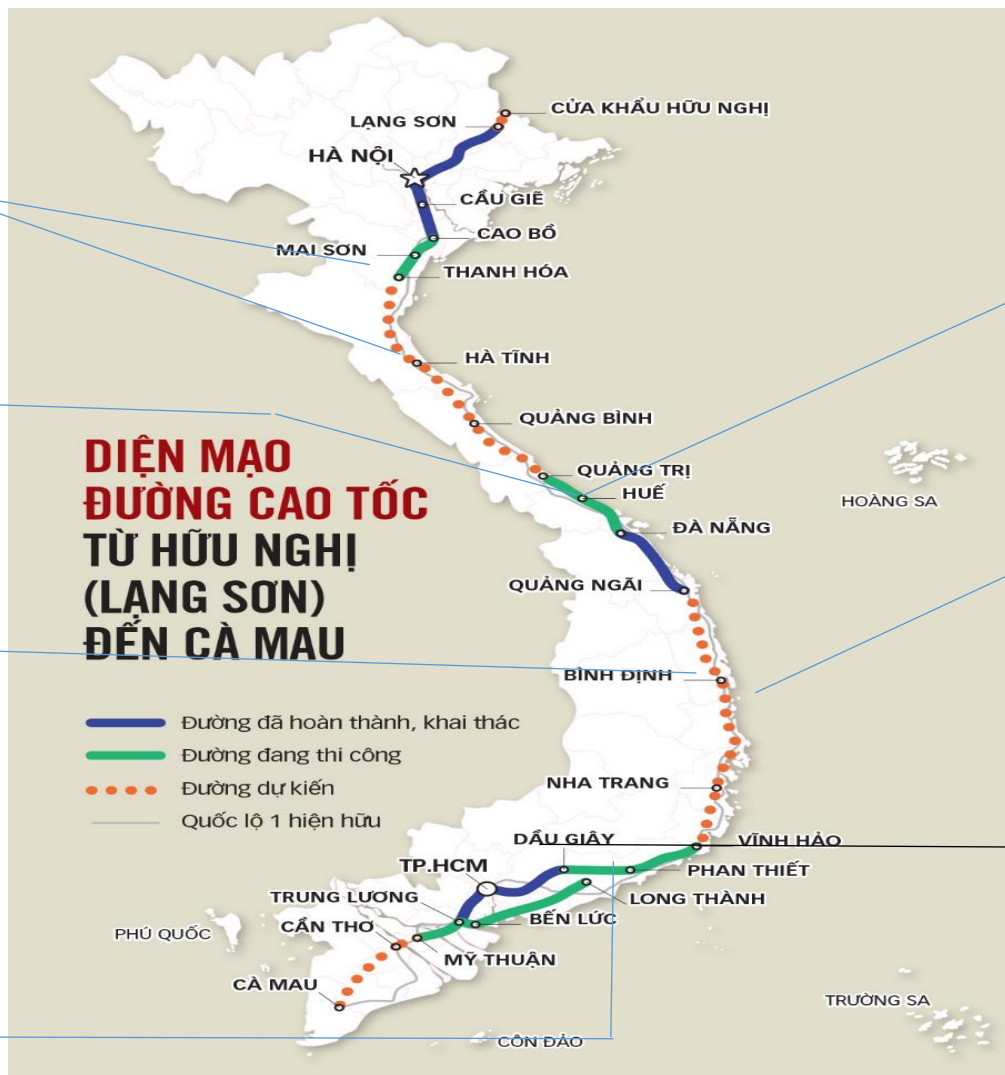 CỬA KHẨU HỮU NGHỊ
LẠNG SƠN
HÀ NỘI
CẦU GIẼ
CAO BỒ
MAI SƠN
THANH HÓA
HÀ TĨNH
QUẢNG BÌNH
QUẢNG TRỊ
HUẾ
HOÀNG SA
ĐÀ NẴNG
QUẢNG NGÃI
DIỆN MẠO
ĐƯỜNG CAO TỐC
TỪ HỮU NGHỊ
(LẠNG SƠN)
ĐẾN CÀ MAU
BÌNH ĐỊNH
Đường đã hoàn thành, khai thác
Đường đang thi công
Đường dự kiến
Quốc lộ 1 hiện hữu
NHA TRANG
DẦU GIÂY
VĨNH HẢO
TP.HCM
PHAN THIẾT
TRUNG LƯƠNG
LONG THÀNH
BẾN LỨC
CẦN THƠ
PHÚ QUỐC
MỸ THUẬN
CÀ MAU
TRƯỜNG SA
CÔN ĐẢO